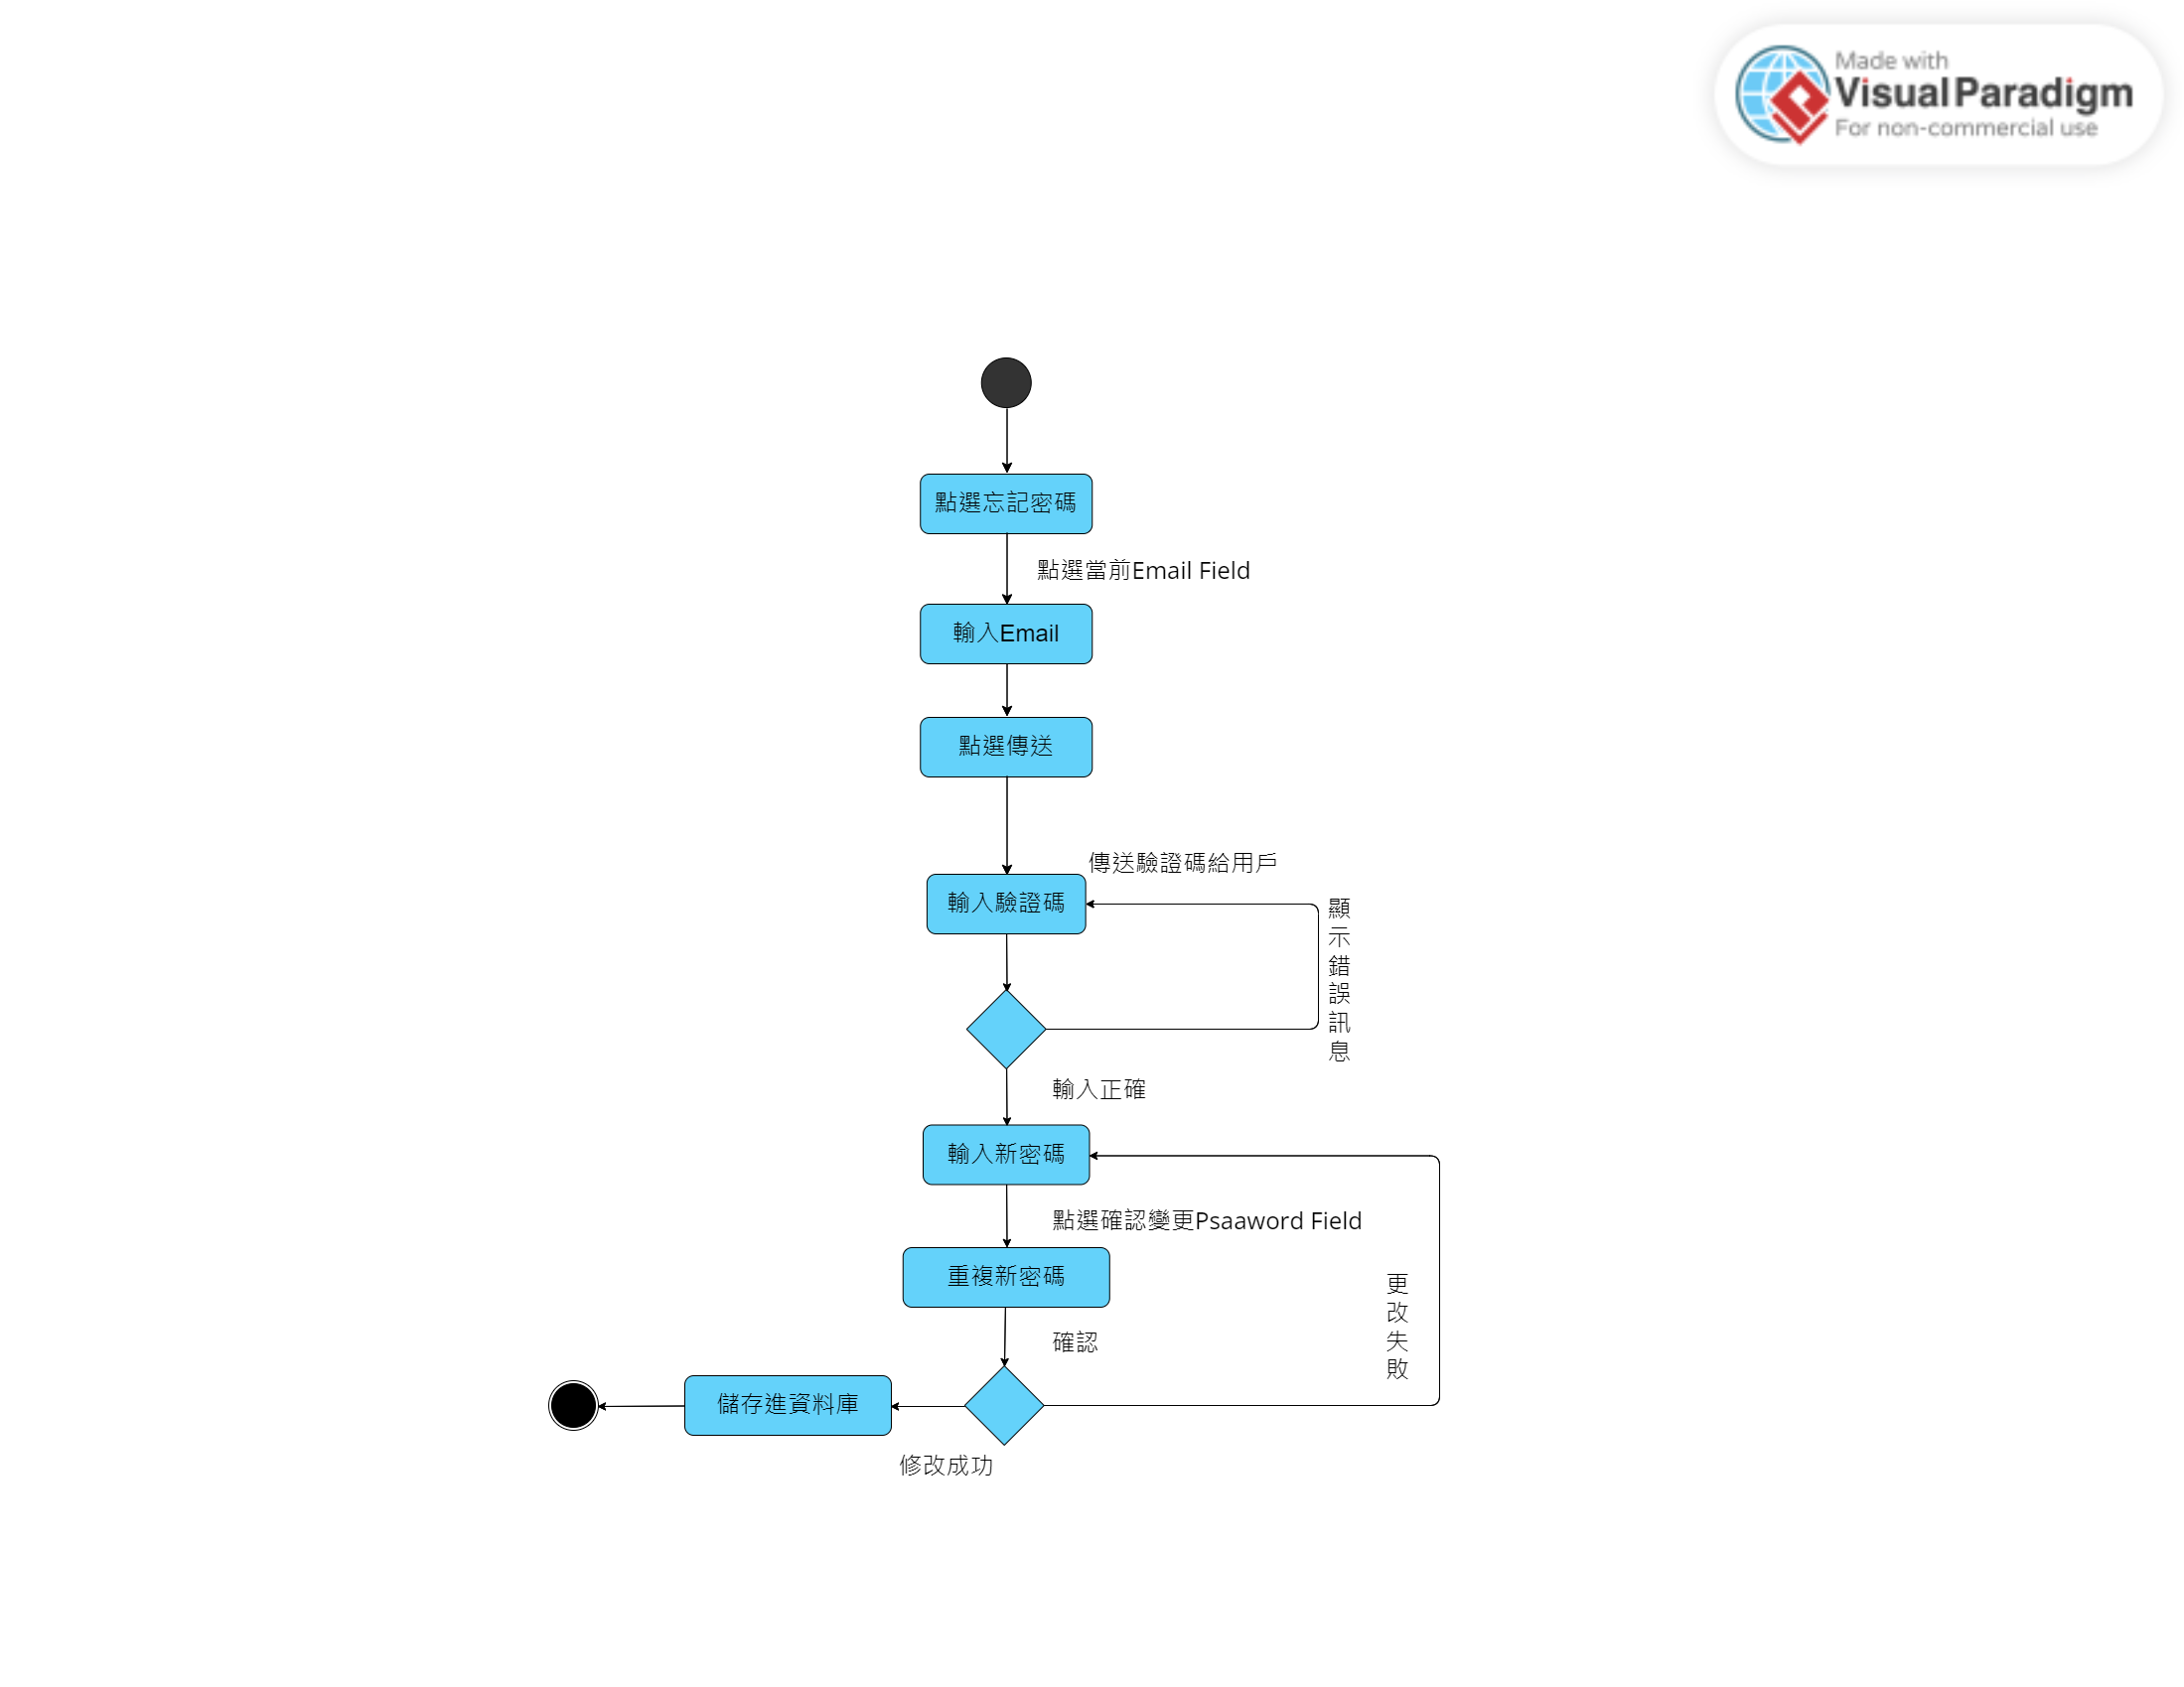 Made with
Visual Paradigm
For non-commercial use
點選忘記密碼
點選當前Email Field
輸入Email
點選傳送
傳送驗證碼給用戶
輸入驗證碼
顯
示
錯
誤
訊
息
輸入正確
輸入新密碼
點選確認變更Psaaword Field
重複新密碼
更
改
失
敗
確認
儲存進資料庫
修改成功